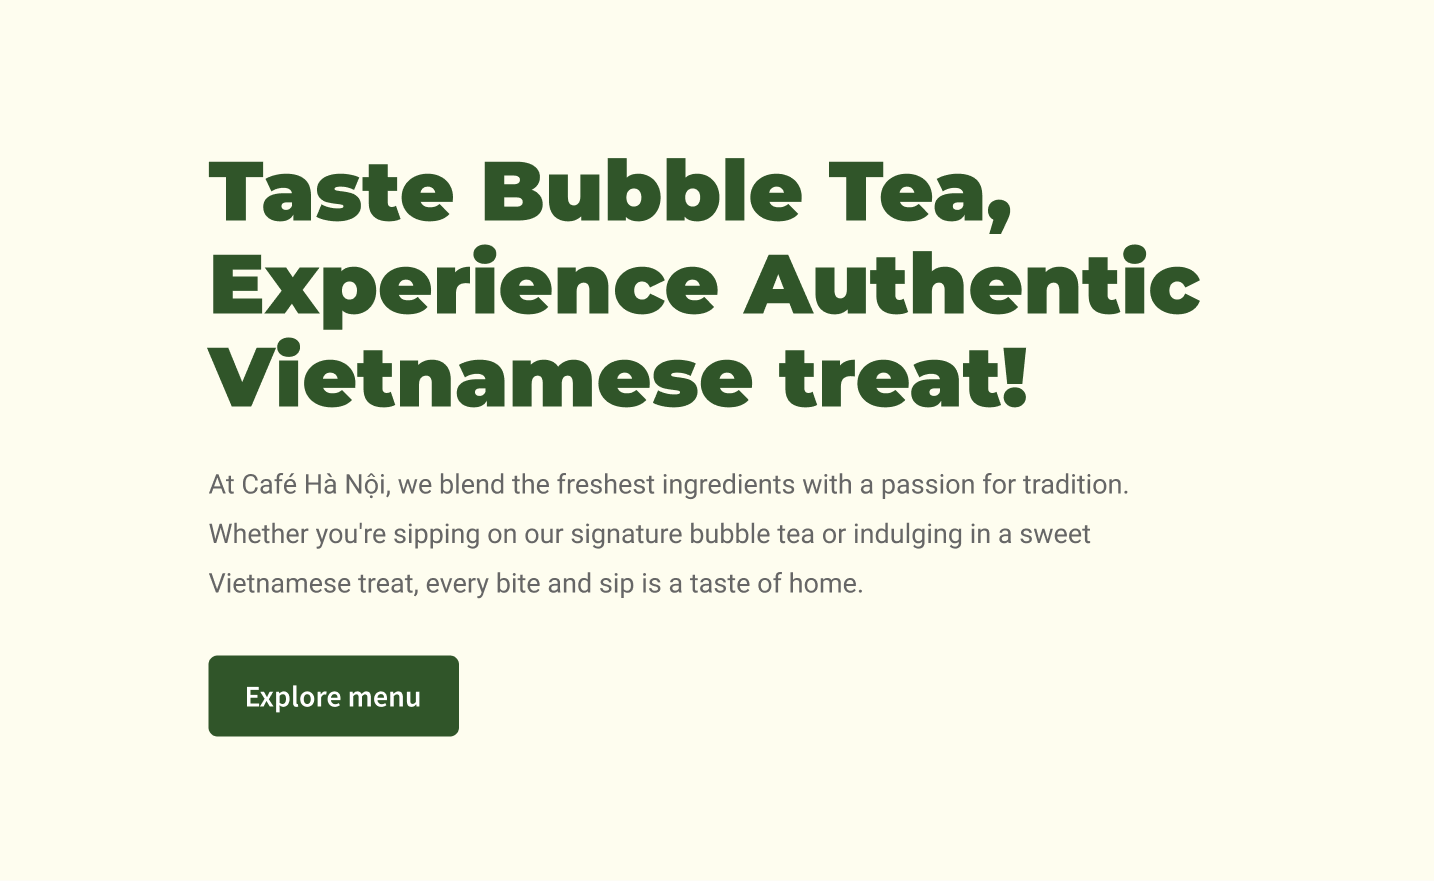 Taste Bubble Tea,
Experience Authentic
Vietnamese treat!
At Café Hà Nội, we blend the freshest ingredients with a passion for tradition.
Whether you're sipping on our signature bubble tea or indulging in a sweet
Vietnamese treat, every bite and sip is a taste of home.
Explore menu